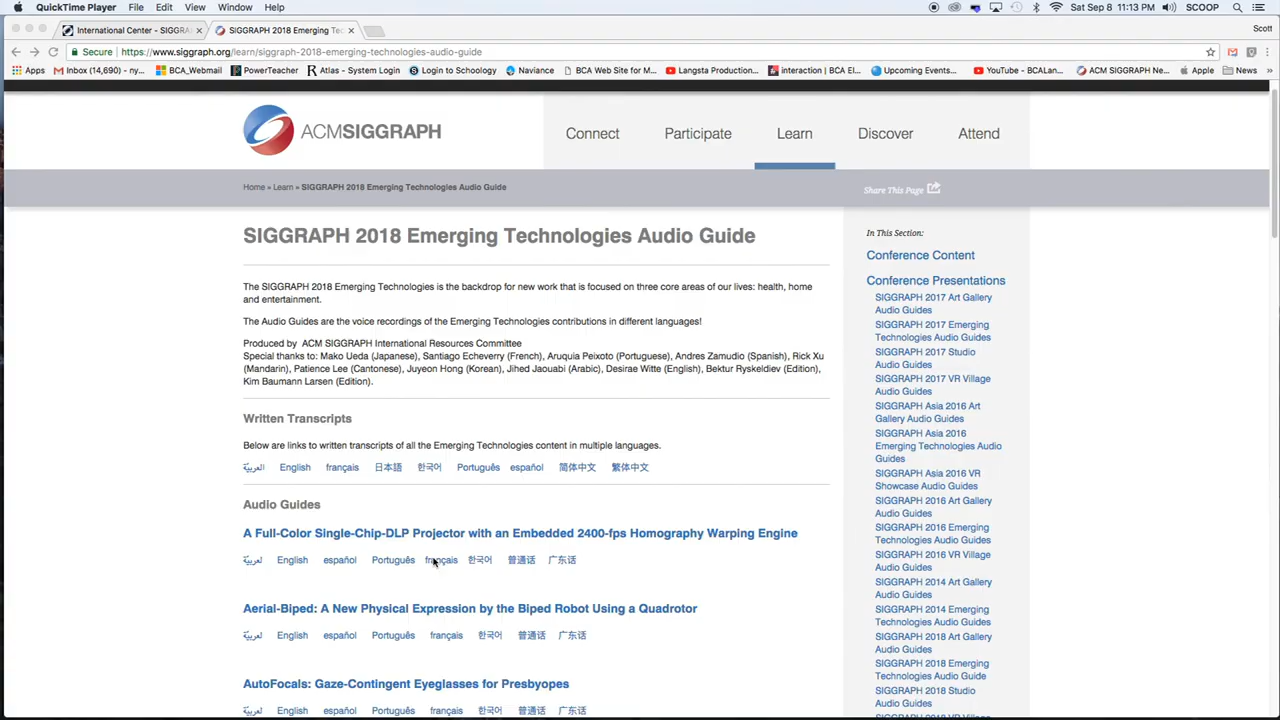 QuickTime Player File Edit View Window Help
Sat Sep 8 11:13 PM SCOOP
International Center - SIGGRA
SIGGRAPH 2018 Emerging Tec
Scott
Secure https://www.siggraph.org/learn/siggraph-2018-emerging-technologies-audio-guide
Apps Inbox (14,690) - ny... BCA_Webmail PowerTeacher Atlas - System Login Login to Schoology Naviance BCA Web Site for M... Langsta Production... interaction | BCA El... Upcoming Events... YouTube - BCALan... ACM SIGGRAPH Ne... Apple News »
ACMSIGGRAPH
Connect Participate Learn Discover Attend
Home » Learn » SIGGRAPH 2018 Emerging Technologies Audio Guide
Share This Page
SIGGRAPH 2018 Emerging Technologies Audio Guide
The SIGGRAPH 2018 Emerging Technologies is the backdrop for new work that is focused on three core areas of our lives: health, home
and entertainment.
The Audio Guides are the voice recordings of the Emerging Technologies contributions in different languages!
Produced by ACM SIGGRAPH International Resources Committee
Special thanks to: Mako Ueda (Japanese), Santiago Echeverry (French), Aruquia Peixoto (Portuguese), Andres Zamudio (Spanish), Rick Xu
(Mandarin), Patience Lee (Cantonese), Juyeon Hong (Korean), Jihed Jaouabi (Arabic), Desirae Witte (English), Bektur Ryskeldiev (Edition),
Kim Baumann Larsen (Edition).
Written Transcripts
Below are links to written transcripts of all the Emerging Technologies content in multiple languages.
العربيّة English français 日本語 한국어 Português español 简体中文 繁体中文
Audio Guides
A Full-Color Single-Chip-DLP Projector with an Embedded 2400-fps Homography Warping Engine
العربيّة English español Português français 한국어 普通话 广东话
Aerial-Biped: A New Physical Expression by the Biped Robot Using a Quadrotor
العربيّة English español Português français 한국어 普通话 广东话
AutoFocals: Gaze-Contingent Eyeglasses for Presbyopes
العربيّة English español Português français 한국어 普通话 广东话
In This Section:
Conference Content
Conference Presentations
SIGGRAPH 2017 Art Gallery
Audio Guides
SIGGRAPH 2017 Emerging
Technologies Audio Guides
SIGGRAPH 2017 Studio
Audio Guides
SIGGRAPH 2017 VR Village
Audio Guides
SIGGRAPH Asia 2016 Art
Gallery Audio Guides
SIGGRAPH Asia 2016
Emerging Technologies Audio
Guides
SIGGRAPH Asia 2016 VR
Showcase Audio Guides
SIGGRAPH 2016 Art Gallery
Audio Guides
SIGGRAPH 2016 Emerging
Technologies Audio Guides
SIGGRAPH 2016 VR Village
Audio Guides
SIGGRAPH 2014 Art Gallery
Audio Guides
SIGGRAPH 2014 Emerging
Technologies Audio Guides
SIGGRAPH 2018 Art Gallery
Audio Guides
SIGGRAPH 2018 Emerging
Technologies Audio Guide
SIGGRAPH 2018 Studio
Audio Guides